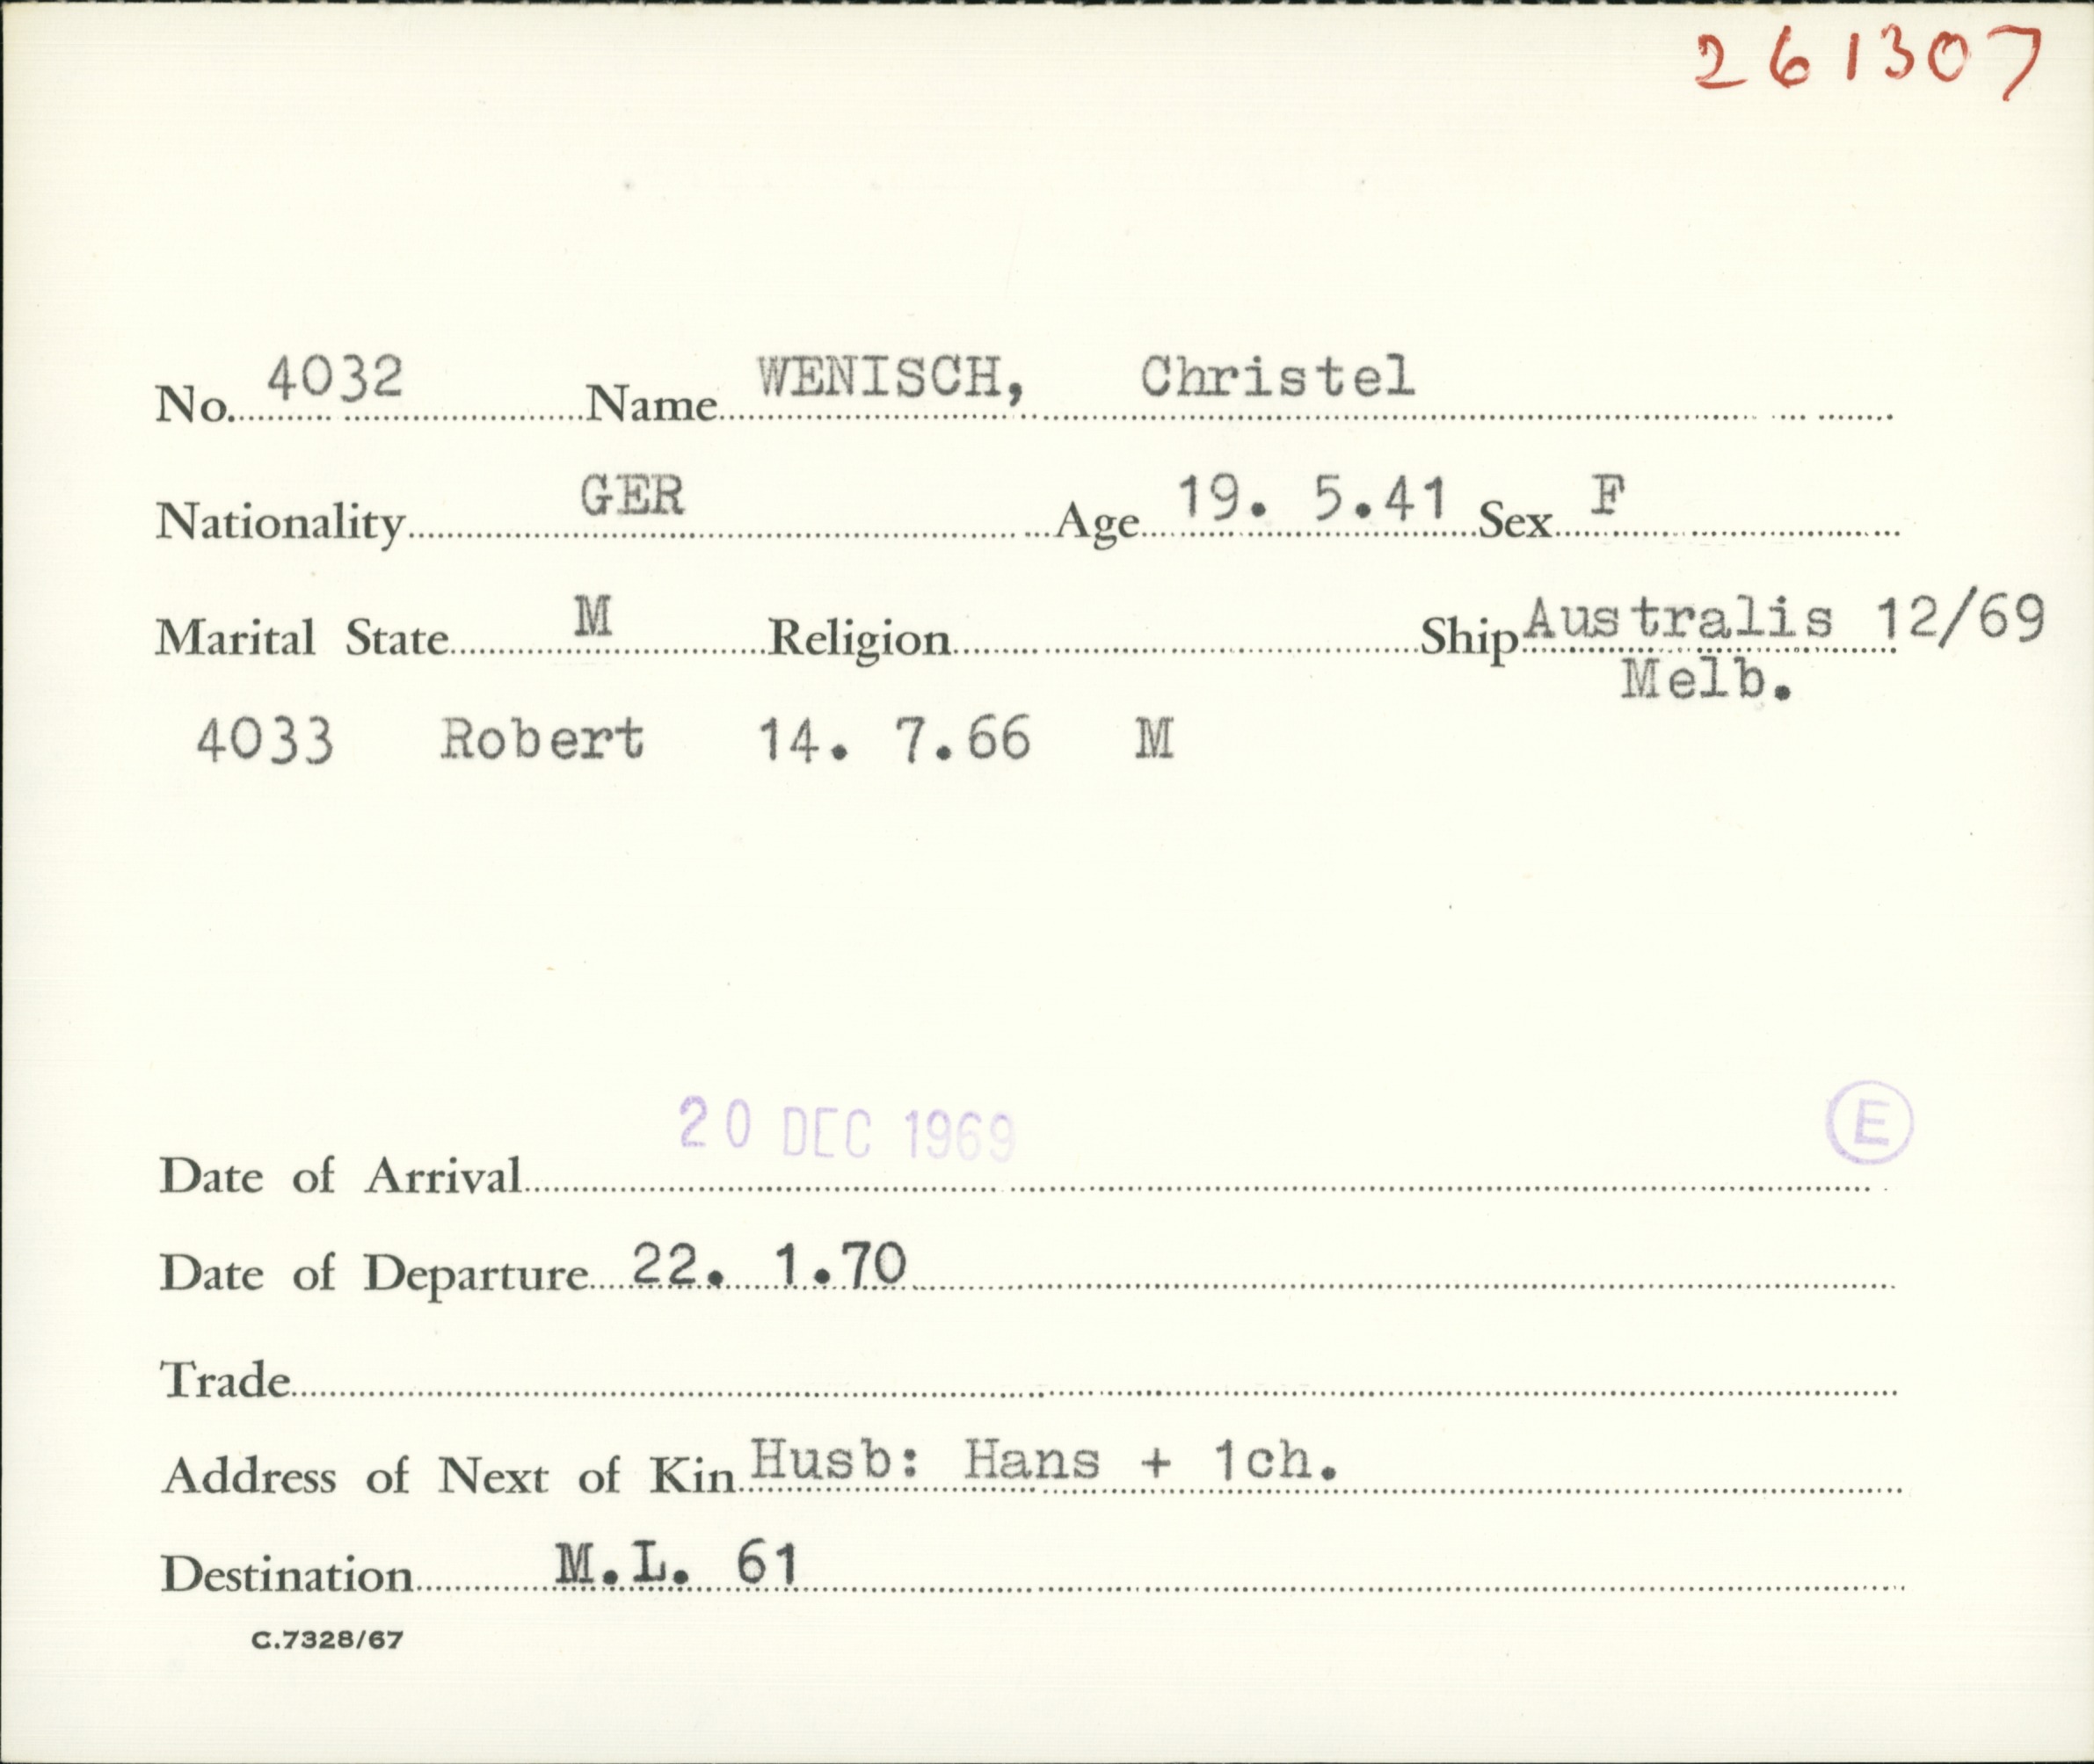 261307
No. 4032 Name WENISCH, Christel
Nationality GER Age 19. 5.41 Sex F
Marital State M Religion Ship Australis 12/69
Melb.
4033 Robert 14. 7.66 M
20 DEC 1969 E
Date of Arrival
Date of Departure 22. 1.70
Trade
Address of Next of Kin Husb: Hans + 1ch.
Destination M.L. 61
C.7328/67